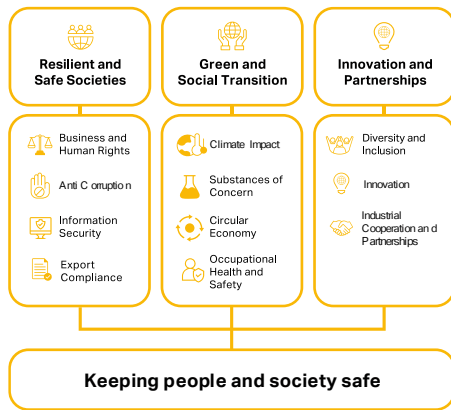 Resilient and
Safe Societies
Business and
Human Rights
Anti Corruption
Information
Security
Export
Compliance
Green and
Social Transition
Climate Impact
Substances of
Concern
Circular
Economy
Occupational
Health and
Safety
Innovation and
Partnerships
Diversity and
Inclusion
Innovation
Industrial
Cooperation and
Partnerships
Keeping people and society safe